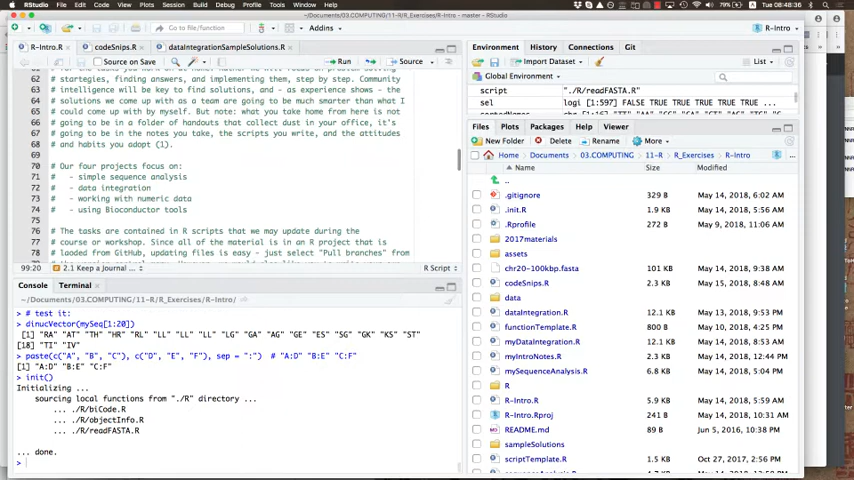 RStudio File Edit Code View Plots Session Build Debug Profile Tools Window Help
08:48:36
~/Documents/03.COMPUTING/11-R/R_Exercises/R-Intro - master - RStudio
Go to file/function
Addins
R-Intro
R-Intro.R
codeSnips.R
dataIntegrationSampleSolutions.R
Source on Save
Run
Source
62 # startegies, finding answers, and implementing them, step by step. Community
63 # intelligence will be key to find solutions, and - as experience shows - the
64 # solutions we come up with as a team are going to be much smarter than what I
65 # could come up with by myself. But note: what you take home from here is not
66 # going to be in a folder of handouts that collect dust in your office, it's
67 # going to be in the notes you take, the scripts you write, and the attitudes
68 # and habits you adopt (1).
69
70 # Our four projects focus on:
71 # - simple sequence analysis
72 # - data integration
73 # - working with numeric data
74 # - using Bioconductor tools
75
76 # The tasks are contained in R scripts that we may update during the
77 # course or workshop. Since all of the material is in an R project that is
78 # laoded from GitHub, updating files is easy - just select "Pull branches" from
99:20
2.1 Keep a Journal ...
R Script
Console
Terminal
~/Documents/03.COMPUTING/11-R/R_Exercises/R-Intro/
> # test it:
> dinucVector(mySeq[1:20])
[1] "RA" "AT" "TH" "HR" "RL" "LL" "LL" "LL" "LG" "GA" "AG" "GE" "ES" "SG" "GK" "KS" "ST"
[18] "TI" "IV"
> paste(c("A", "B", "C"), c("D", "E", "F"), sep = ":") # "A:D" "B:E" "C:F"
[1] "A:D" "B:E" "C:F"
> init()
Initializing ...
sourcing local functions from "./R" directory ...
... ./R/biCode.R
... ./R/objectInfo.R
... ./R/readFASTA.R
... done.
>
Environment
History
Connections
Git
Import Dataset
List
Global Environment
script "./R/readFASTA.R"
sel logi [1:597] FALSE TRUE TRUE TRUE ...
Files
Plots
Packages
Help
Viewer
New Folder
Delete
Rename
More
Home
Documents
03.COMPUTING
11-R
R_Exercises
R-Intro
...
Name Size Modified
..
.gitignore 329 B May 14, 2018, 6:02 AM
.init.R 1.9 KB May 14, 2018, 5:56 AM
.Rprofile 272 B May 9, 2018, 11:06 AM
2017materials
assets
chr20-100kbp.fasta 101 KB May 14, 2018, 9:38 AM
codeSnips.R 2.3 KB May 15, 2018, 8:48 AM
data
dataIntegration.R 12.1 KB May 13, 2018, 9:53 PM
functionTemplate.R 800 B May 10, 2018, 4:25 PM
myDataIntegration.R 12.1 KB May 14, 2018, 8:53 AM
myIntroNotes.R 2.3 KB May 14, 2018, 12:44 PM
mySequenceAnalysis.R 6.8 KB May 14, 2018, 5:04 PM
R
R-Intro.R 5.9 KB May 14, 2018, 9:59 AM
R-Intro.Rproj 241 B May 14, 2018, 10:31 AM
README.md 89 B Jun 5, 2016, 10:38 PM
sampleSolutions
scriptTemplate.R 1.5 KB Oct 27, 2017, 2:56 PM